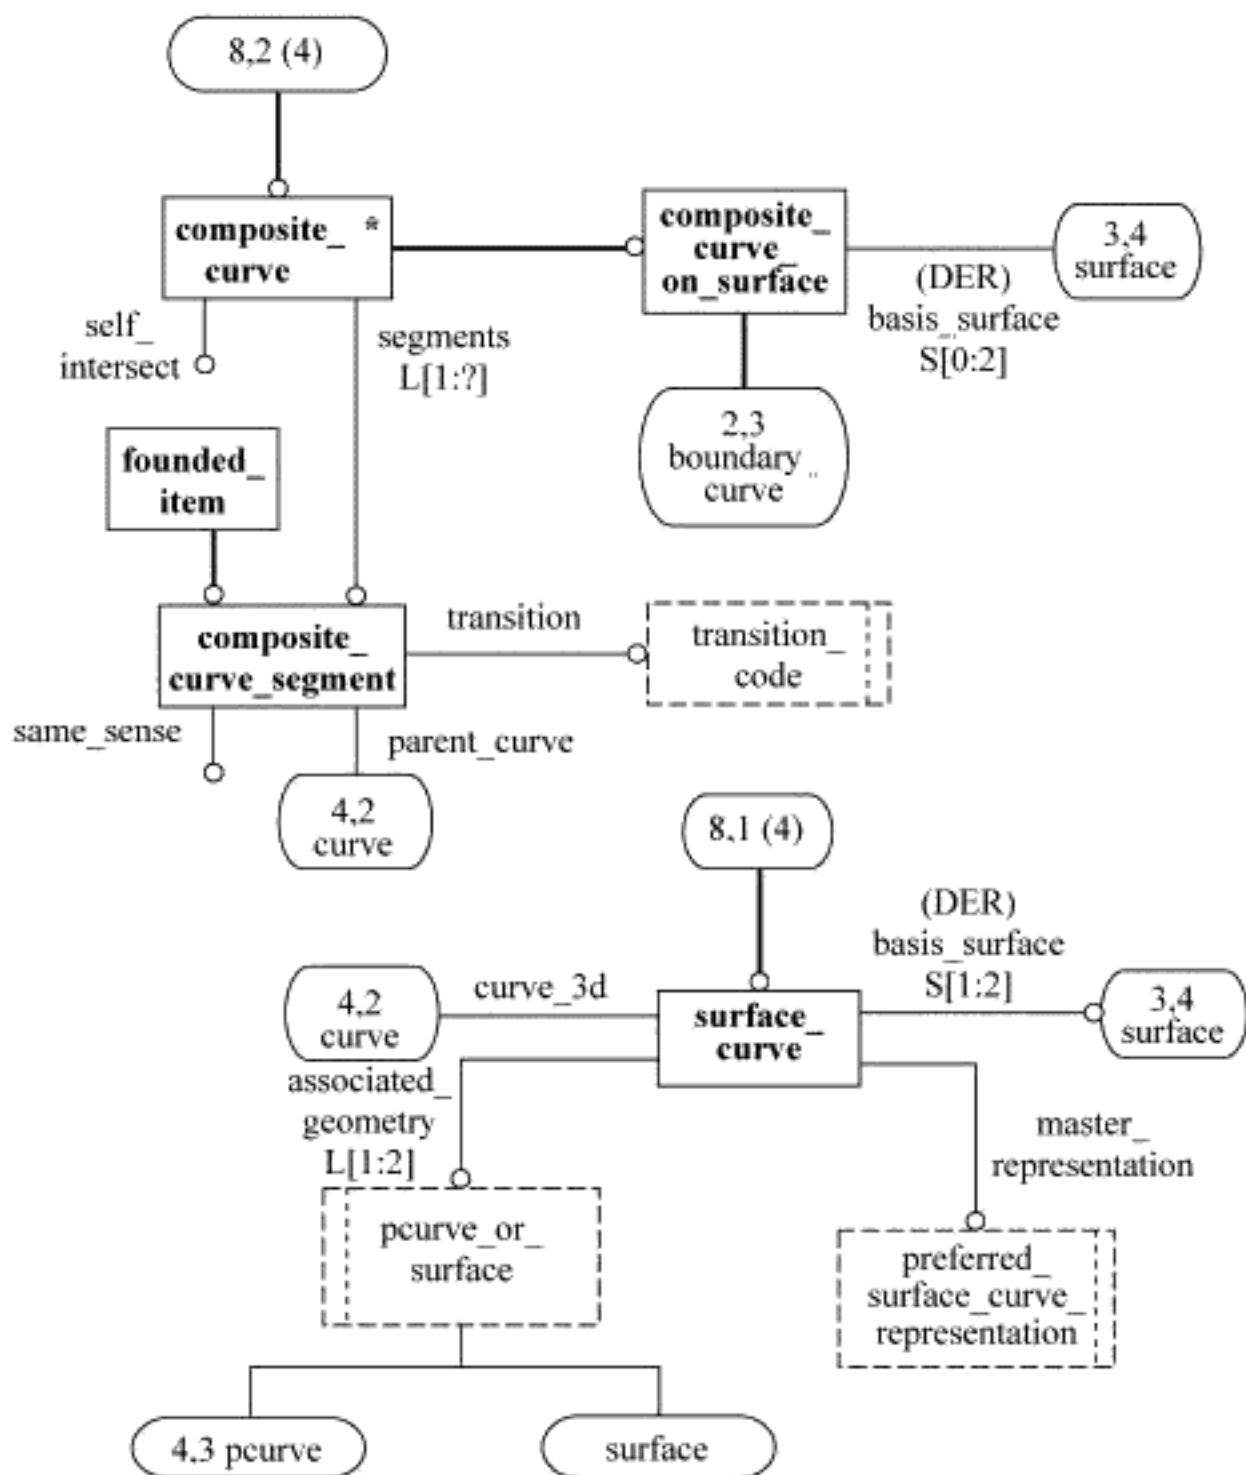 8,2 (4)
composite_ *
curve
composite_
curve_
on_surface
3,4
surface
(DER)
basis_surface
S[0:2]
self_
intersect
segments
L[1:?]
2,3
boundary_
curve
founded_
item
composite_
curve_segment
transition
transition_
code
same_sense
parent_curve
4,2
curve
8,1 (4)
(DER)
basis_surface
S[1:2]
4,2
curve
curve_3d
surface_
curve
3,4
surface
associated_
geometry
L[1:2]
master_
representation
pcurve_or_
surface
preferred_
surface_curve_
representation
4,3 pcurve
surface